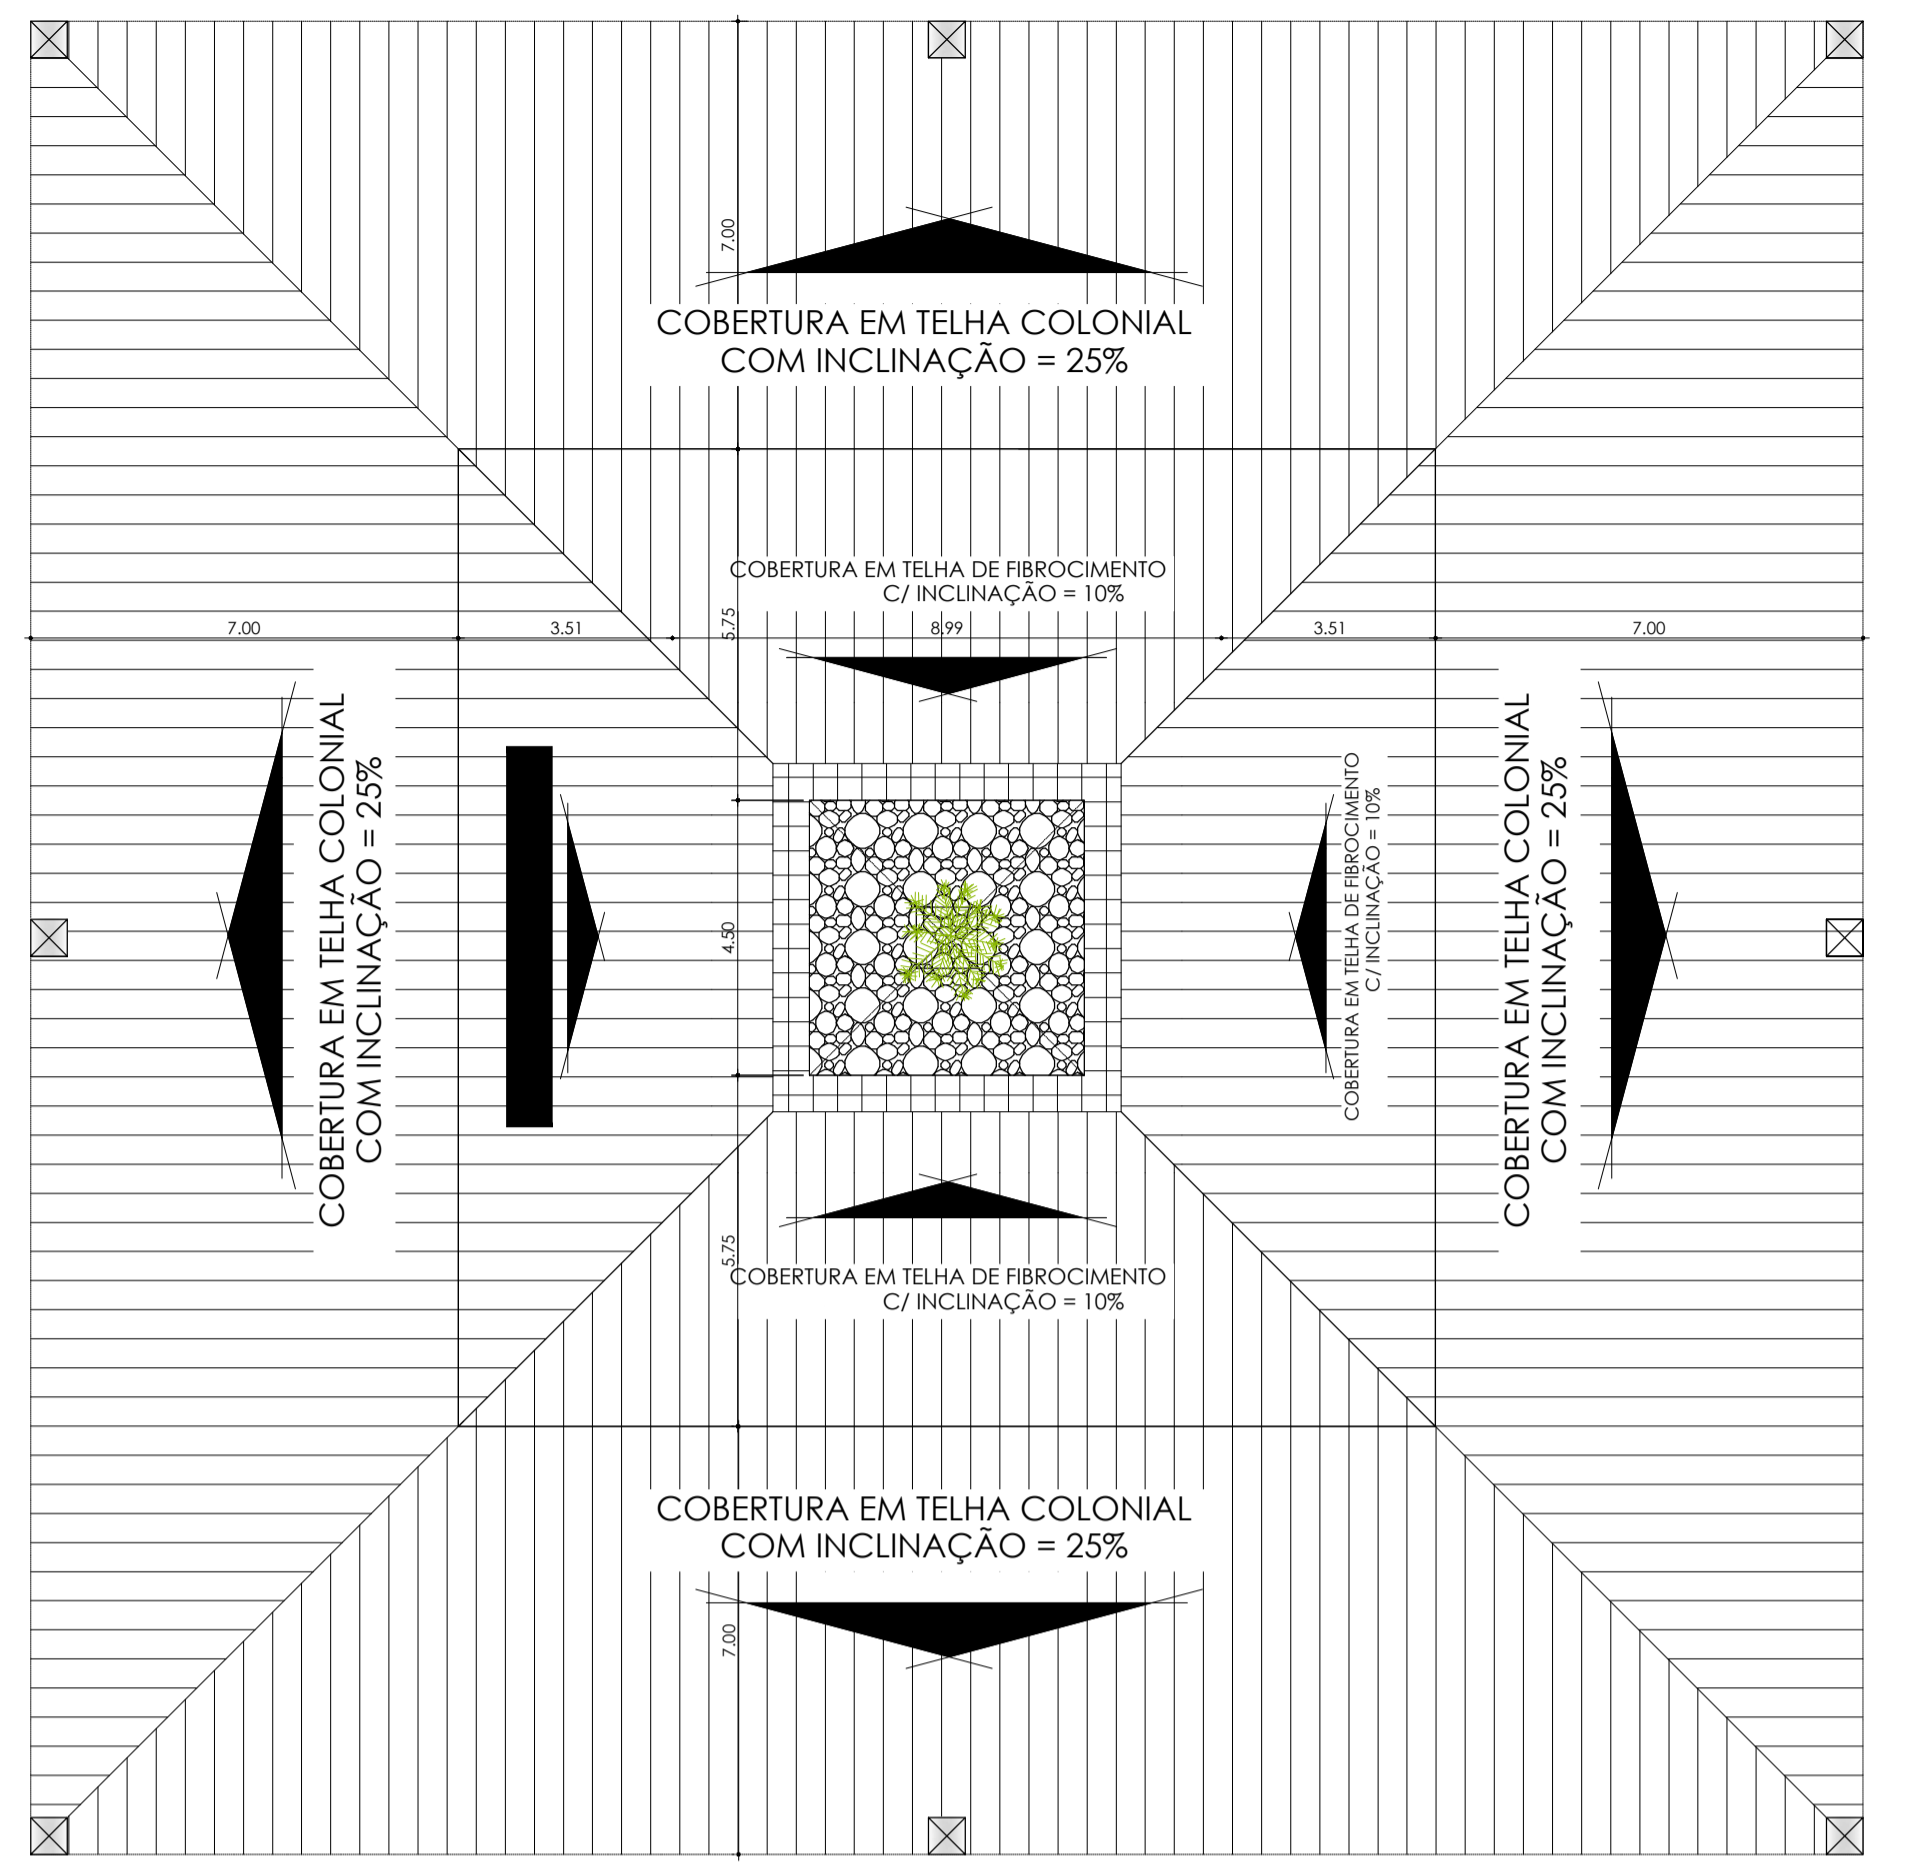 7.00
COBERTURA EM TELHA COLONIAL
COM INCLINAÇÃO = 25%
COBERTURA EM TELHA DE FIBROCIMENTO
C/ INCLINAÇÃO = 10%
5.75
7.00
3.51
8.99
3.51
7.00
COBERTURA EM TELHA COLONIAL
COM INCLINAÇÃO = 25%
4.50
COBERTURA EM TELHA DE FIBROCIMENTO
C/ INCLINAÇÃO = 10%
COBERTURA EM TELHA COLONIAL
COM INCLINAÇÃO = 25%
5.75
COBERTURA EM TELHA DE FIBROCIMENTO
C/ INCLINAÇÃO = 10%
COBERTURA EM TELHA COLONIAL
COM INCLINAÇÃO = 25%
7.00